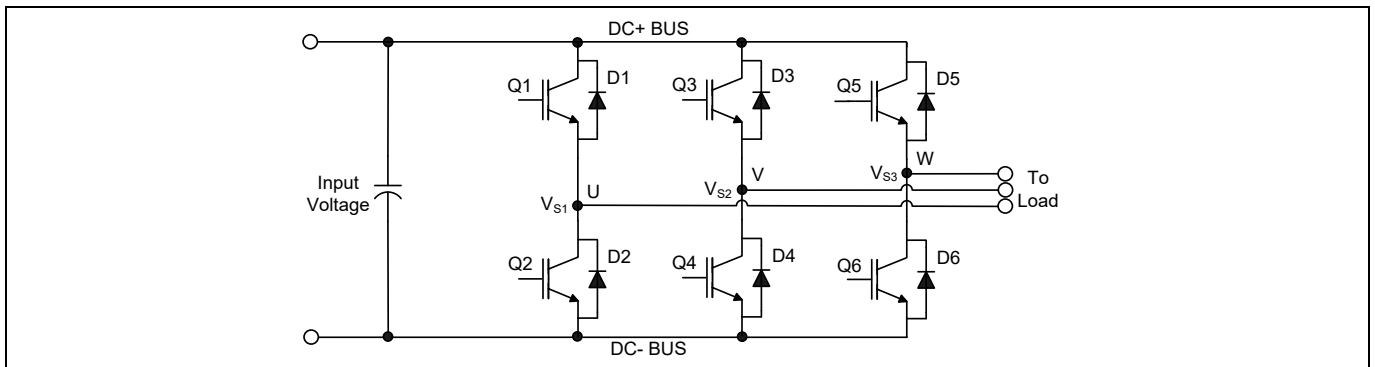 DC+ BUS
Q1
D1
Q3
D3
Q5
D5
Input
Voltage
VS1
U
VS2
V
VS3
W
To
Load
Q2
D2
Q4
D4
Q6
D6
DC- BUS